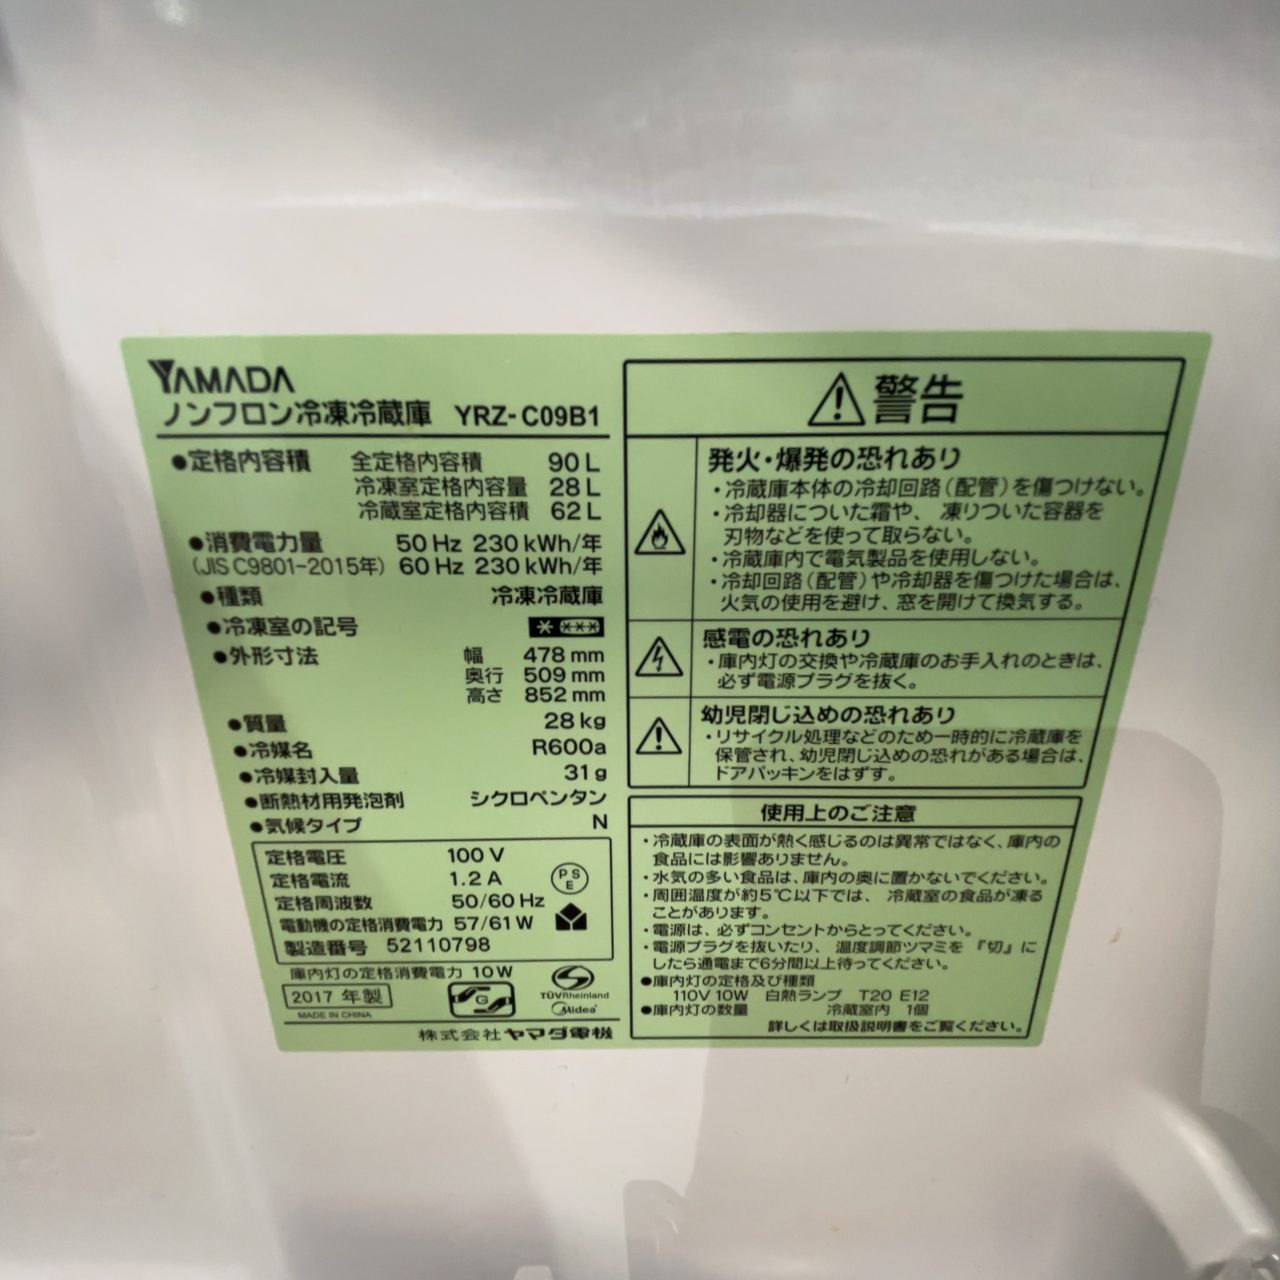 YAMADA
ノンフロン冷凍冷蔵庫 YRZ-C09B1
●定格内容積 全定格内容積 90 L
冷凍室定格内容量 28 L
冷蔵室定格内容積 62 L
●消費電力量 50 Hz 230 kWh/年
(JIS C9801-2015年) 60 Hz 230 kWh/年
●種類 冷凍冷蔵庫
●冷凍室の記号
●外形寸法 幅 478 mm
奥行 509 mm
高さ 852 mm
●質量 28 kg
●冷媒名 R600a
●冷媒封入量 31 g
●断熱材用発泡剤 シクロペンタン
●気候タイプ N
定格電圧 100 V
定格電流 1.2 A
定格周波数 50/60 Hz
電動機の定格消費電力 57/61 W
製造番号 52110798
PS
E
庫内灯の定格消費電力 10 W
2017 年製
MADE IN CHINA
G
TÜVRheinland
Midea
株式会社ヤマダ電機
警告
発火・爆発の恐れあり
・冷蔵庫本体の冷却回路(配管)を傷つけない。
・冷却器についた霜や、凍りついた容器を
刃物などを使って取らない。
・冷蔵庫内で電気製品を使用しない。
・冷却回路(配管)や冷却器を傷つけた場合は、
火気の使用を避け、窓を開けて換気する。
感電の恐れあり
・庫内灯の交換や冷蔵庫のお手入れのときは、
必ず電源プラグを抜く。
幼児閉じ込めの恐れあり
・リサイクル処理などのため一時的に冷蔵庫を
保管され、幼児閉じ込めの恐れがある場合は、
ドアパッキンをはずす。
使用上のご注意
・冷蔵庫の表面が熱く感じるのは異常ではなく、庫内の
食品には影響ありません。
・水気の多い食品は、庫内の奥に置かないでください。
・周囲温度が約5℃以下では、冷蔵室の食品が凍る
ことがあります。
・電源は、必ずコンセントからとってください。
・電源プラグを抜いたり、温度調節ツマミを『切』に
したら通電まで6分間以上待ってください。
●庫内灯の定格及び種類
110V 10W 白熱ランプ T20 E12
●庫内灯の数量 冷蔵室内 1個
詳しくは取扱説明書をご覧ください。